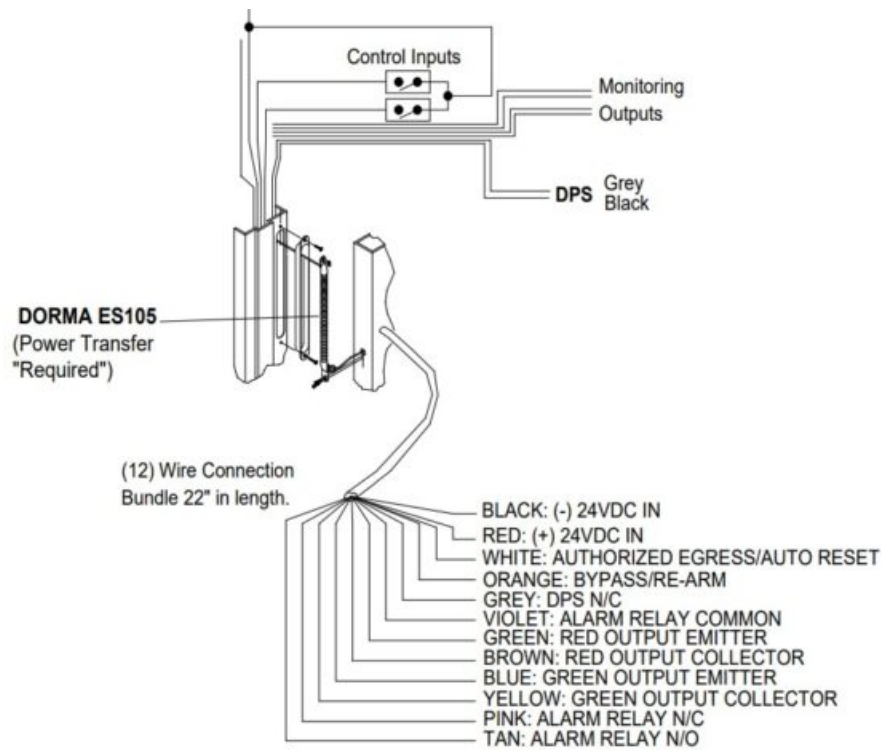 Control Inputs
Monitoring
Outputs
DPS
Grey
Black
DORMA ES105
(Power Transfer
"Required")
(12) Wire Connection
Bundle 22" in length.
BLACK: (-) 24VDC IN
RED: (+) 24VDC IN
WHITE: AUTHORIZED EGRESS/AUTO RESET
ORANGE: BYPASS/RE-ARM
GREY: DPS N/C
VIOLET: ALARM RELAY COMMON
GREEN: RED OUTPUT EMITTER
BROWN: RED OUTPUT COLLECTOR
BLUE: GREEN OUTPUT EMITTER
YELLOW: GREEN OUTPUT COLLECTOR
PINK: ALARM RELAY N/C
TAN: ALARM RELAY N/O